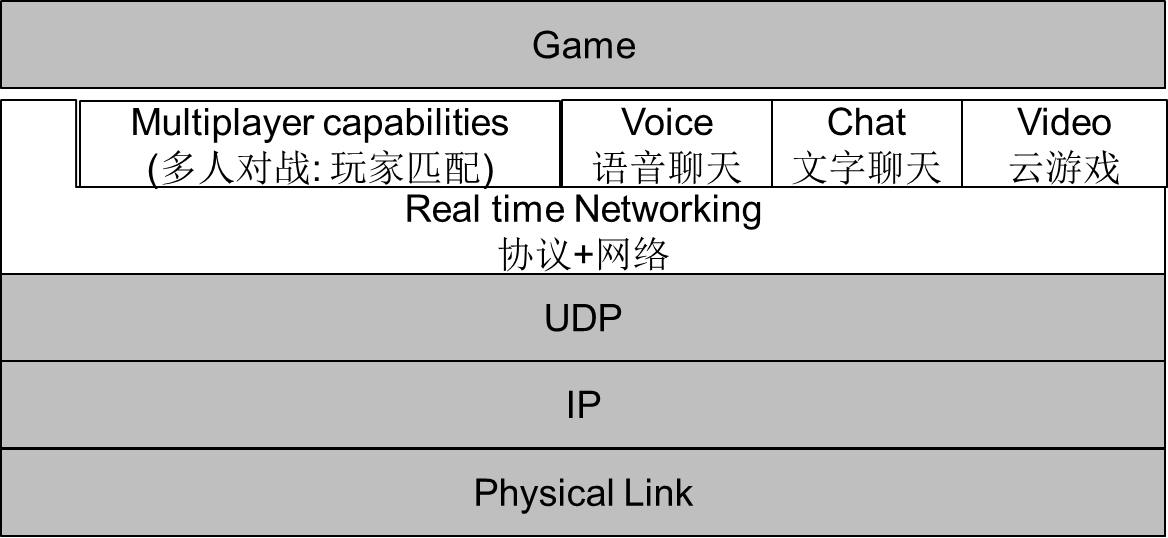 Game
Multiplayer capabilities
(多人对战: 玩家匹配)
Voice
语音聊天
Chat
文字聊天
Video
云游戏
Real time Networking
协议+网络
UDP
IP
Physical Link